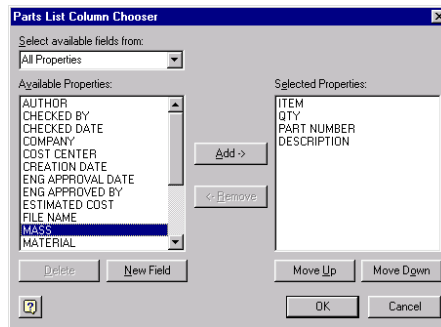 Parts List Column Chooser
Select available fields from:
All Properties
Available Properties:
AUTHOR
CHECKED BY
CHECKED DATE
COMPANY
COST CENTER
CREATION DATE
ENG APPROVAL DATE
ENG APPROVED BY
ESTIMATED COST
FILE NAME
MASS
MATERIAL
Add ->
<- Remove
Selected Properties:
ITEM
QTY
PART NUMBER
DESCRIPTION
Delete
New Field
Move Up
Move Down
?
OK
Cancel